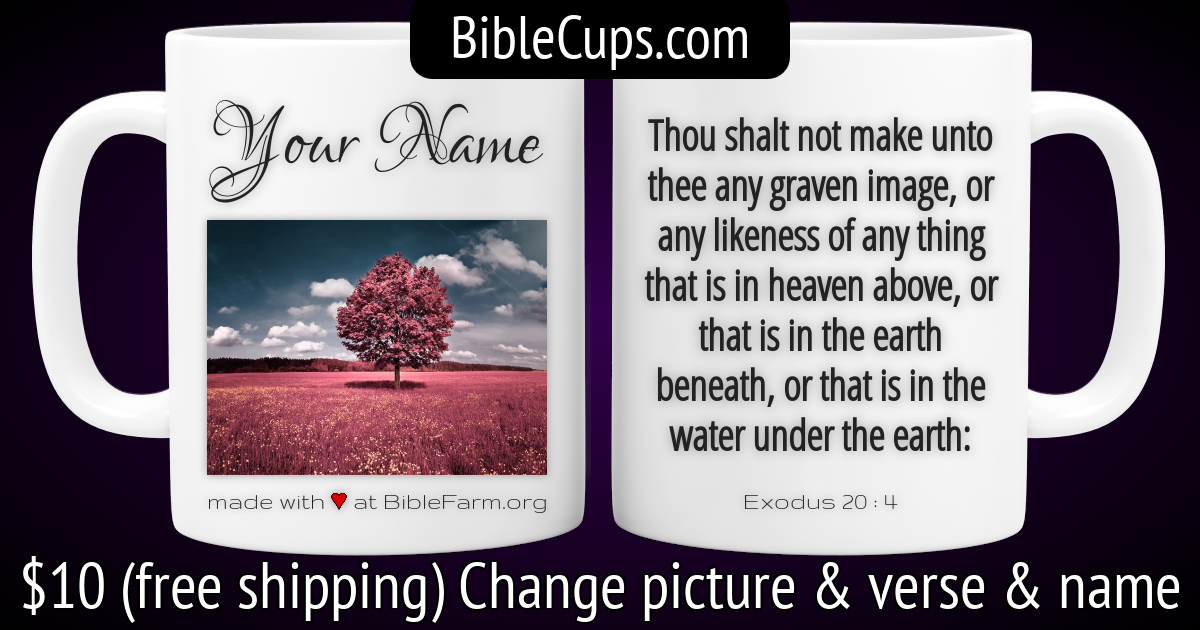 BibleCups.com
Your Name
made with ♥ at BibleFarm.org
Thou shalt not make unto
thee any graven image, or
any likeness of any thing
that is in heaven above, or
that is in the earth
beneath, or that is in the
water under the earth:
Exodus 20 : 4
$10 (free shipping) Change picture & verse & name